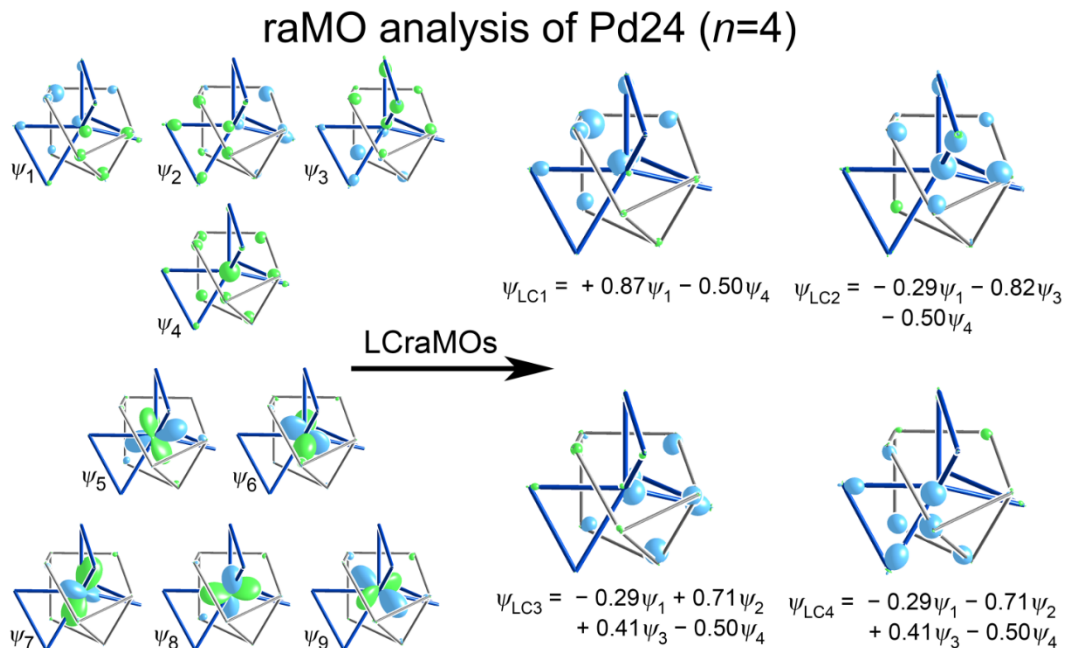 raMO analysis of Pd24 (n=4)
ψ1
ψ2
ψ3
ψ4
LCraMOs
ψ5
ψ6
ψ7
ψ8
ψ9
ψLC1 = + 0.87ψ1 − 0.50ψ4
ψLC2 = − 0.29ψ1 − 0.82ψ3
− 0.50ψ4
ψLC3 = − 0.29ψ1 + 0.71ψ2
+ 0.41ψ3 − 0.50ψ4
ψLC4 = − 0.29ψ1 − 0.71ψ2
+ 0.41ψ3 − 0.50ψ4